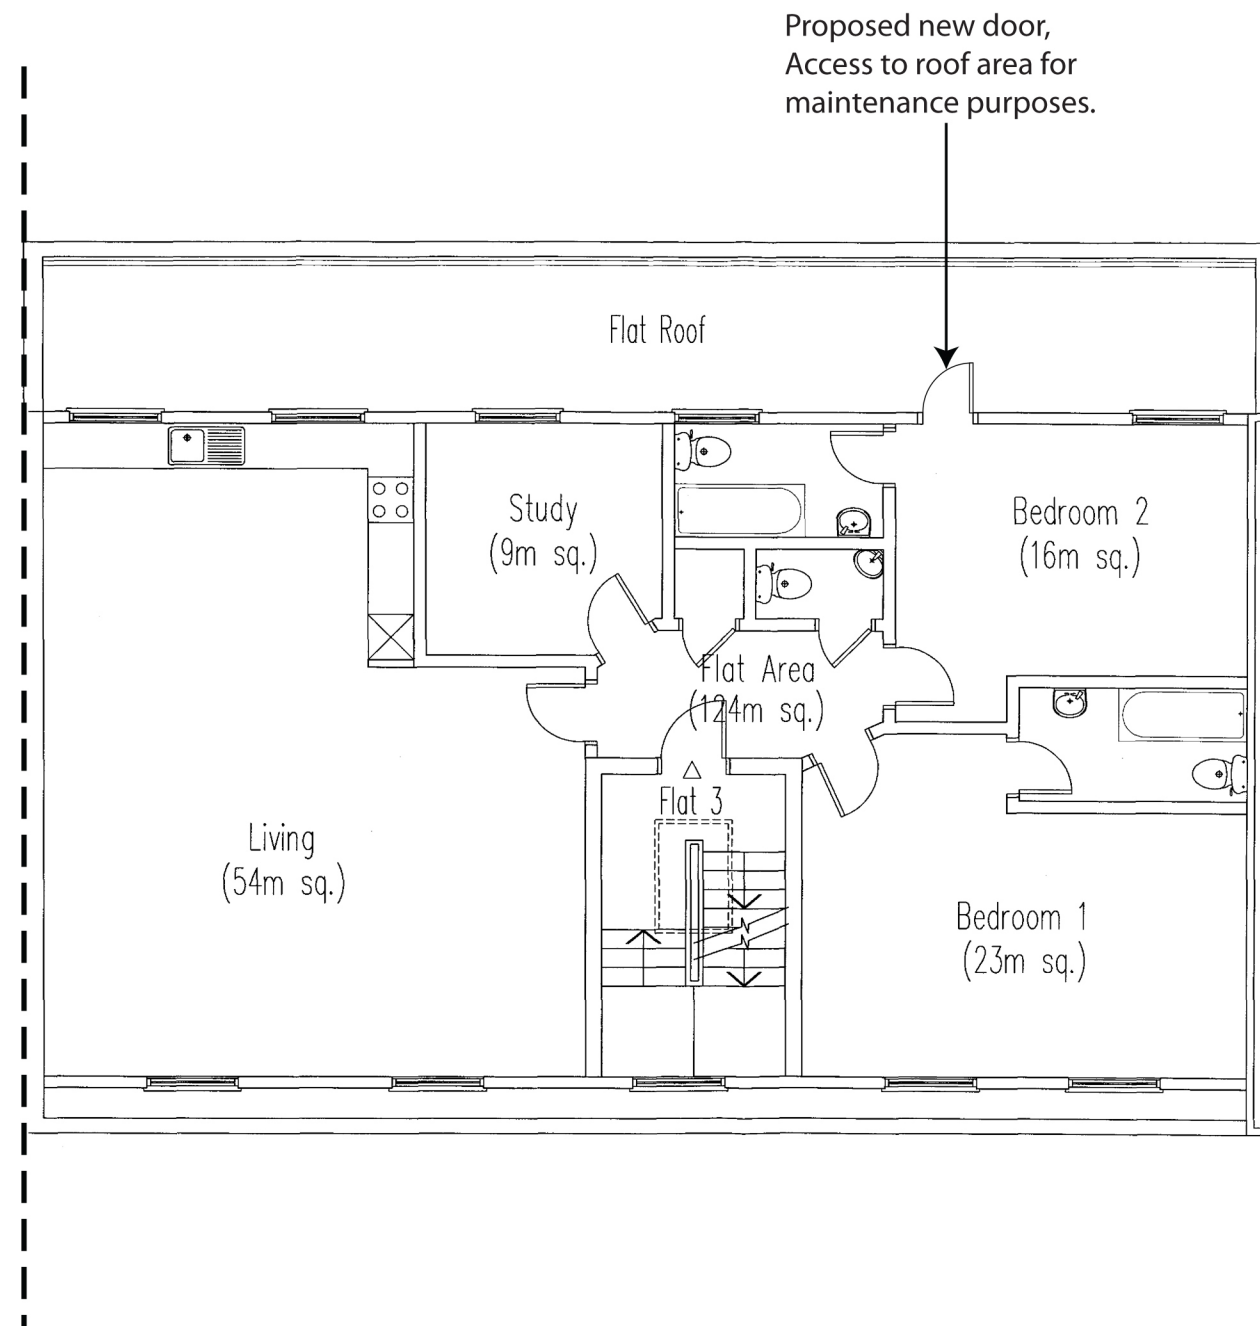 Proposed new door,
Access to roof area for
maintenance purposes.
Flat Roof
Study
(9m sq.)
Bedroom 2
(16m sq.)
Flat Area
(124m sq.)
Flat 3
Living
(54m sq.)
Bedroom 1
(23m sq.)